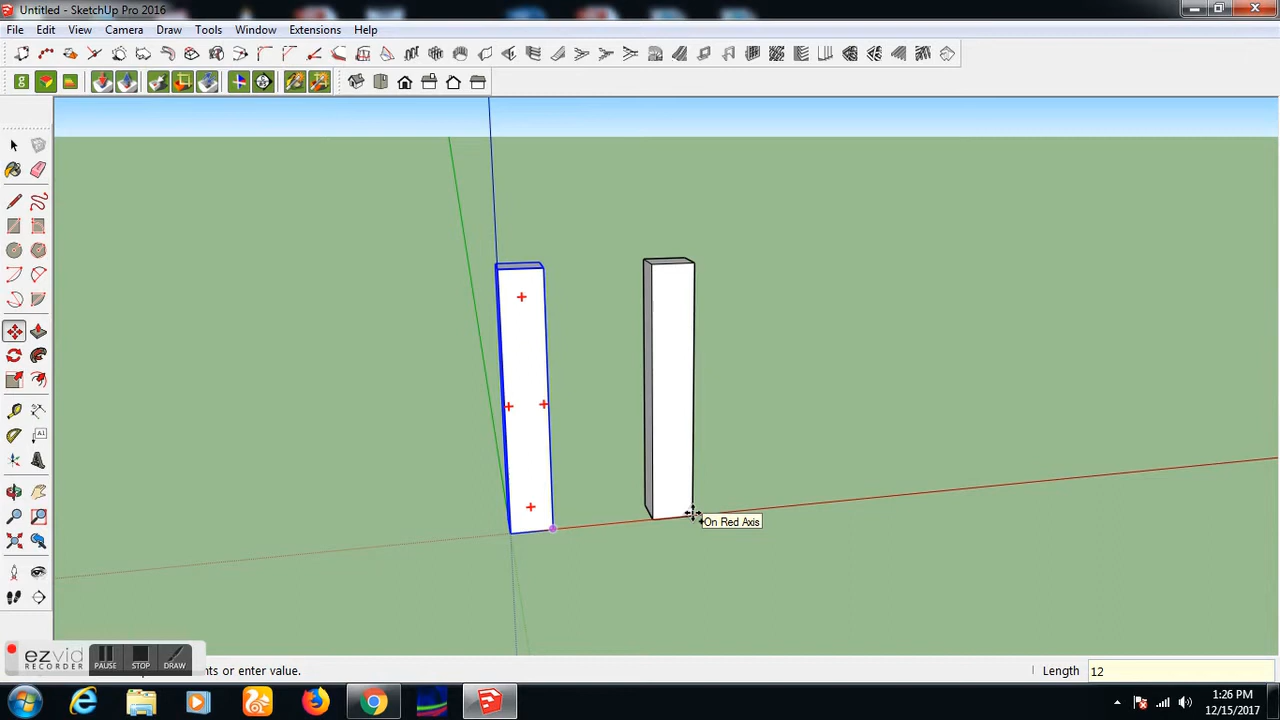 Untitled - SketchUp Pro 2016
File Edit View Camera Draw Tools Window Extensions Help
g
A1
On Red Axis
ezvid
RECORDER
PAUSE STOP DRAW
nts or enter value.
Length 12
1:26 PM
12/15/2017